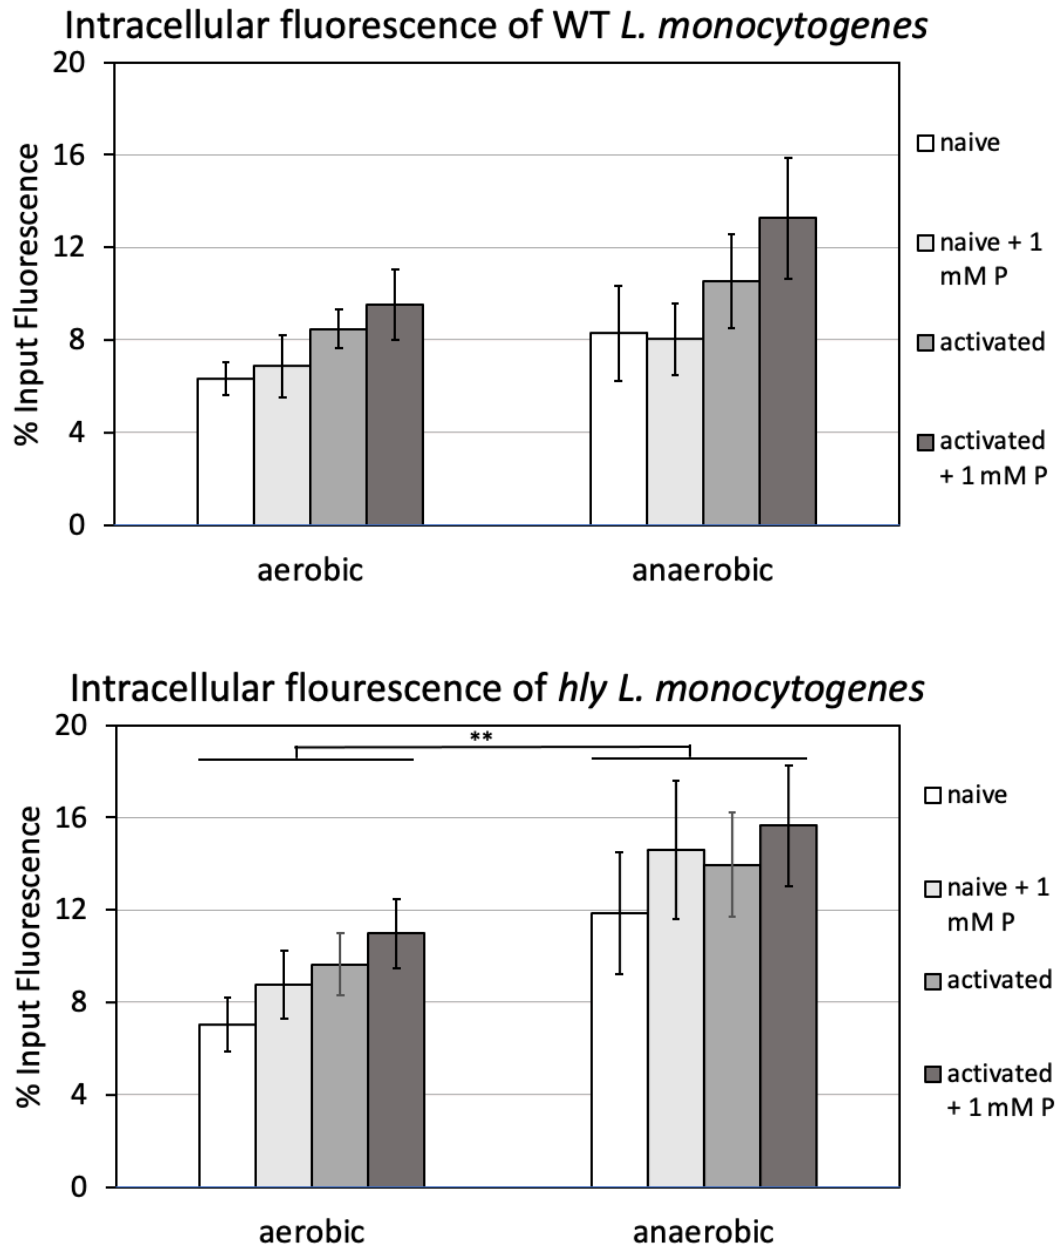 Intracellular fluorescence of WT L. monocytogenes
20
16
12
8
4
0
% Input Fluorescence
aerobic
anaerobic
naive
naive + 1
mM P
activated
activated
+ 1 mM P
Intracellular flourescence of hly L. monocytogenes
20
16
12
8
4
0
% Input Fluorescence
**
aerobic
anaerobic
naive
naive + 1
mM P
activated
activated
+ 1 mM P